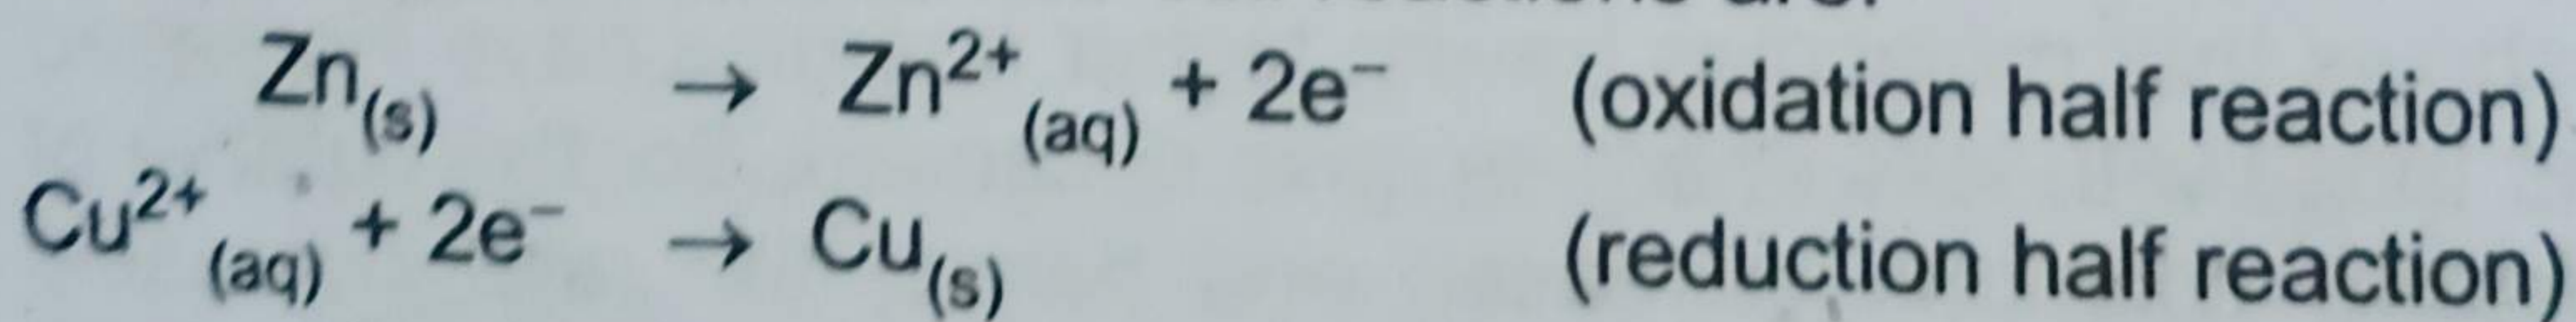 Zn(s) → Zn²⁺(aq) + 2e⁻ (oxidation half reaction)
Cu²⁺(aq) + 2e⁻ → Cu(s) (reduction half reaction)